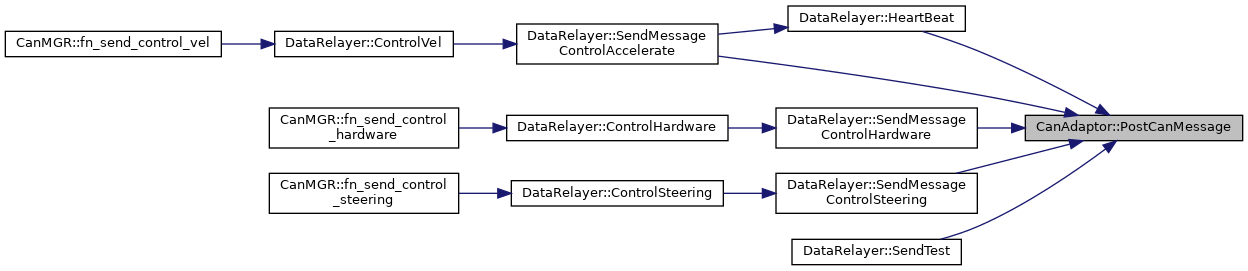 DataRelayer::HeartBeat
CanMGR::fn_send_control_vel
DataRelayer::ControlVel
DataRelayer::SendMessage
ControlAccelerate
CanMGR::fn_send_control
_hardware
DataRelayer::ControlHardware
DataRelayer::SendMessage
ControlHardware
CanAdaptor::PostCanMessage
CanMGR::fn_send_control
_steering
DataRelayer::ControlSteering
DataRelayer::SendMessage
ControlSteering
DataRelayer::SendTest